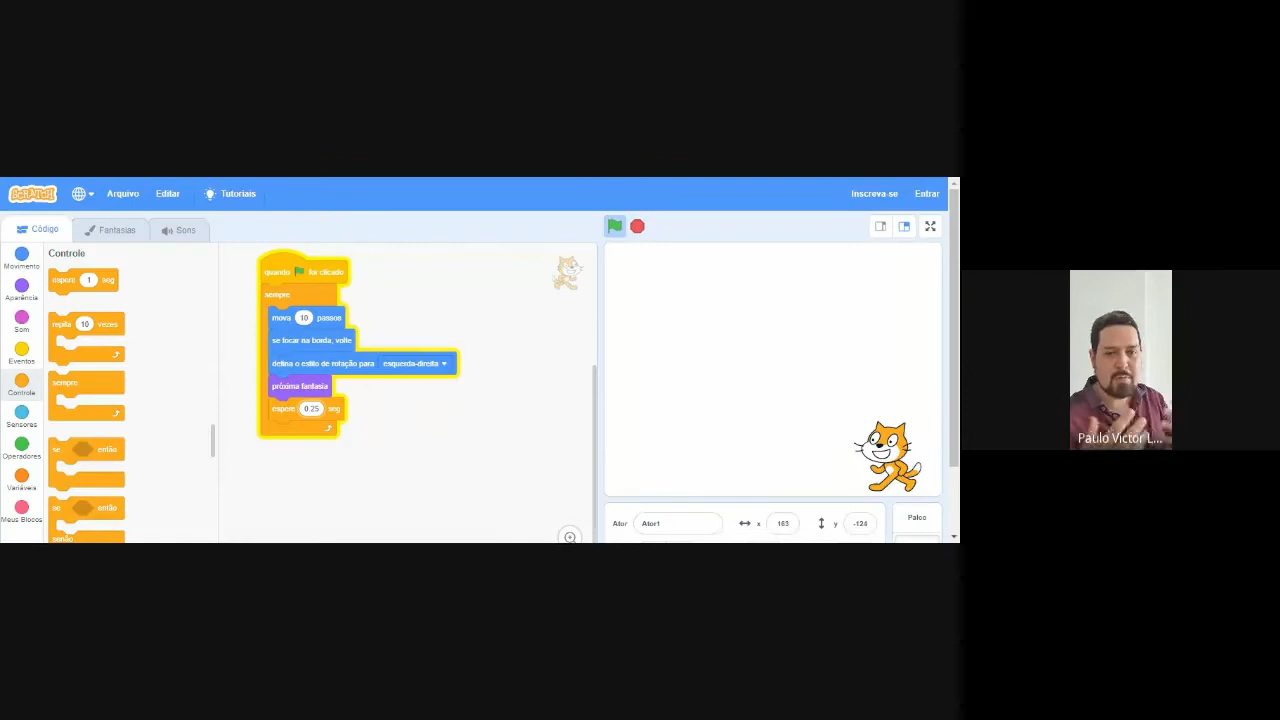 SCRATCH
Arquivo
Editar
Tutoriais
Inscreva-se
Entrar
Código
Fantasias
Sons
Movimento
Aparência
Som
Eventos
Controle
Sensores
Operadores
Variáveis
Meus Blocos
Controle
espere 1 seg
repita 10 vezes
sempre
se então
se então
senão
quando for clicado
sempre
mova 10 passos
se tocar na borda, volte
defina o estilo de rotação para esquerda-direita
próxima fantasia
espere 0.25 seg
Ator Ator1 x 163 y -124
Palco
Paulo Victor L...